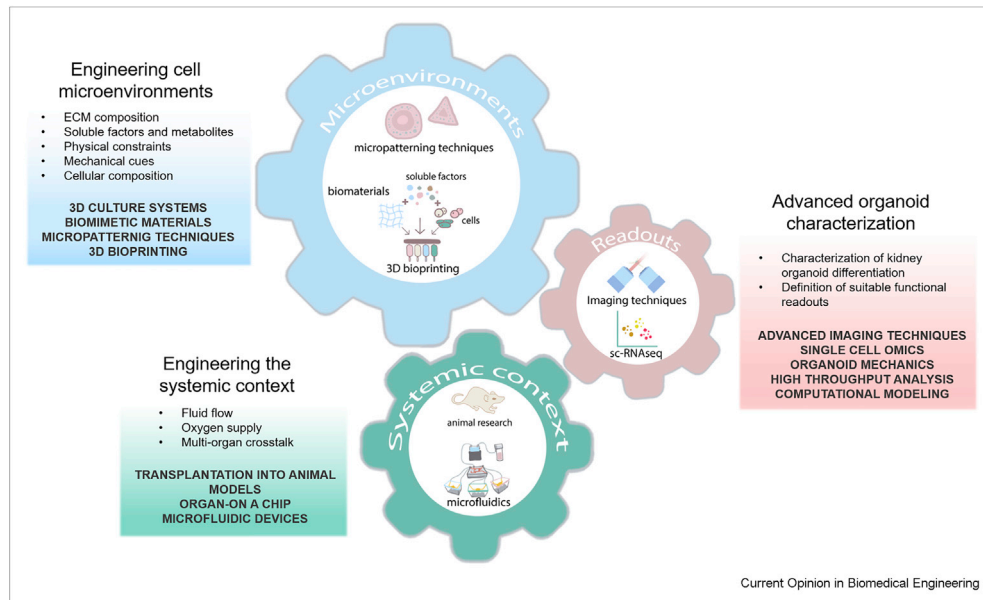 Engineering cell
microenvironments
• ECM composition
• Soluble factors and metabolites
• Physical constraints
• Mechanical cues
• Cellular composition
3D CULTURE SYSTEMS
BIOMIMETIC MATERIALS
MICROPATTERNIG TECHNIQUES
3D BIOPRINTING
Microenvironments
micropatterning techniques
soluble factors
biomaterials
+
+
cells
3D bioprinting
Readouts
Imaging techniques
sc-RNAseq
Advanced organoid
characterization
• Characterization of kidney
organoid differentiation
• Definition of suitable functional
readouts
ADVANCED IMAGING TECHNIQUES
SINGLE CELL OMICS
ORGANOID MECHANICS
HIGH THROUGHPUT ANALYSIS
COMPUTATIONAL MODELING
Engineering the
systemic context
• Fluid flow
• Oxygen supply
• Multi-organ crosstalk
TRANSPLANTATION INTO ANIMAL
MODELS
ORGAN-ON A CHIP
MICROFLUIDIC DEVICES
Systemic context
animal research
microfluidics
Current Opinion in Biomedical Engineering